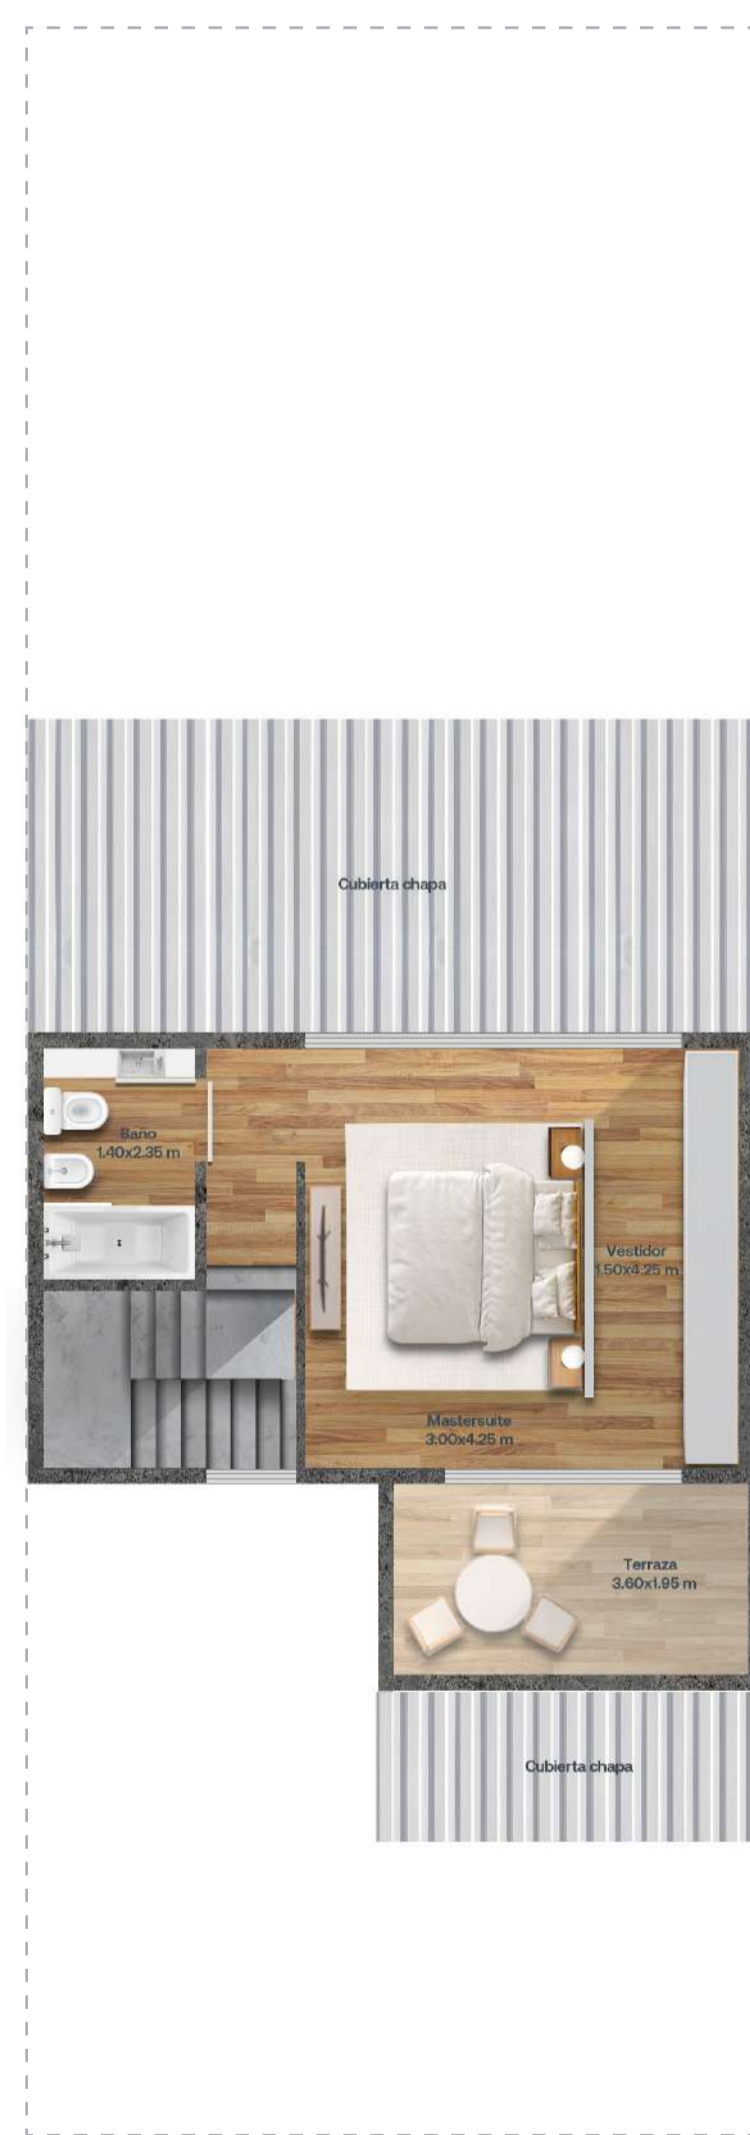 Cubierta chapa
Baño
1.40x2.35 m
Vestidor
1.50x4.25 m
Mastersuite
3.00x4.25 m
Terraza
3.60x1.95 m
Cubierta chapa